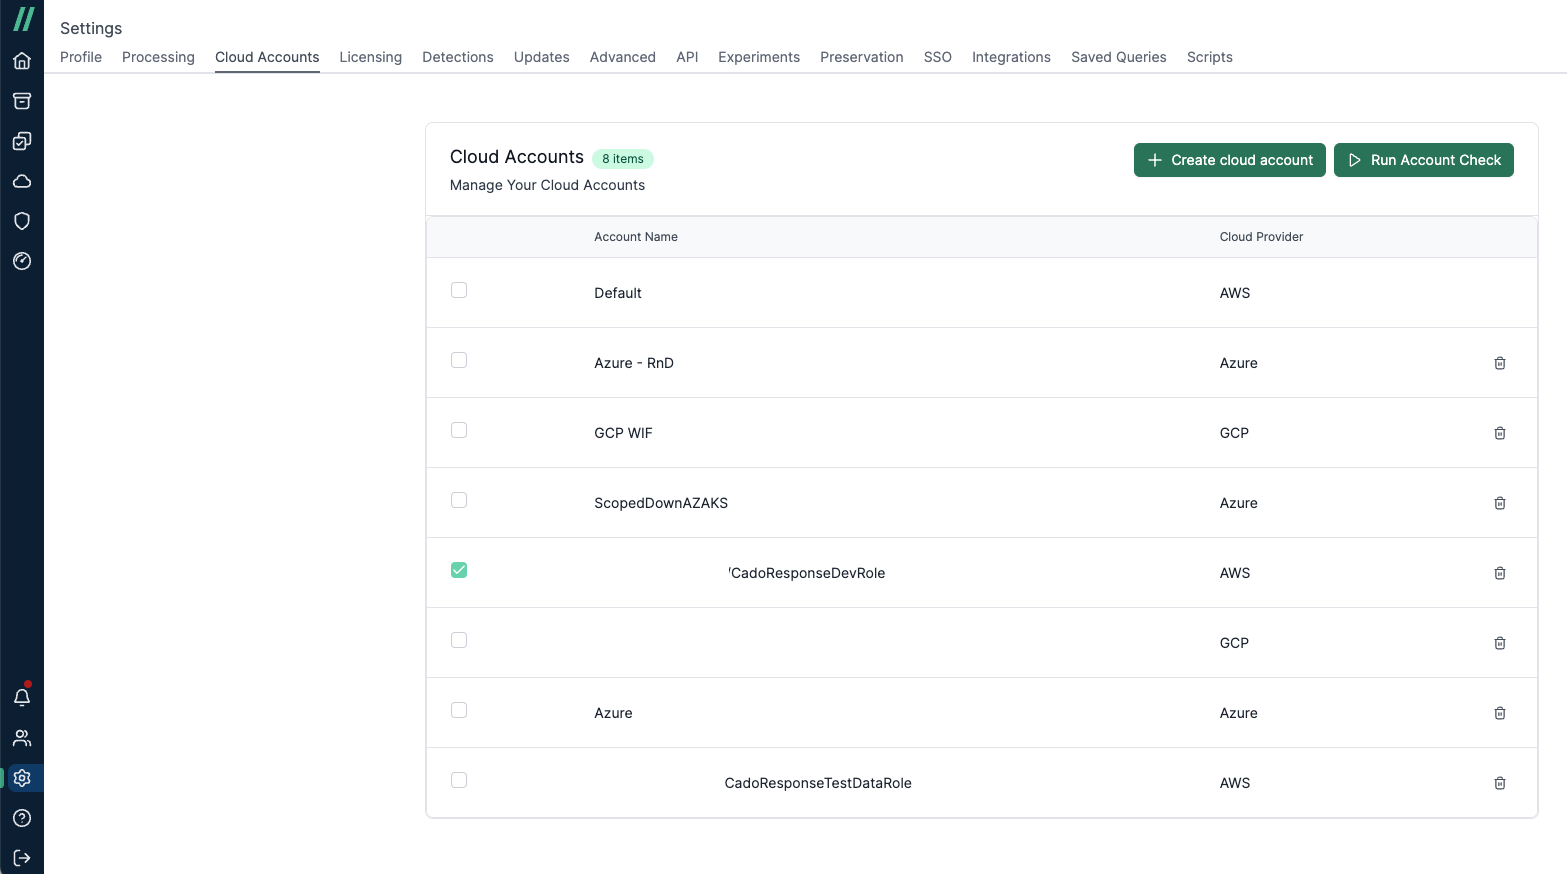 Settings
Profile Processing Cloud Accounts Licensing Detections Updates Advanced API Experiments Preservation SSO Integrations Saved Queries Scripts
Cloud Accounts 8 items
Create cloud account Run Account Check
Manage Your Cloud Accounts
Account Name Cloud Provider
Default AWS
Azure - RnD Azure
GCP WIF GCP
ScopedDownAZAKS Azure
/CadoResponseDevRole AWS
GCP
Azure Azure
CadoResponseTestDataRole AWS